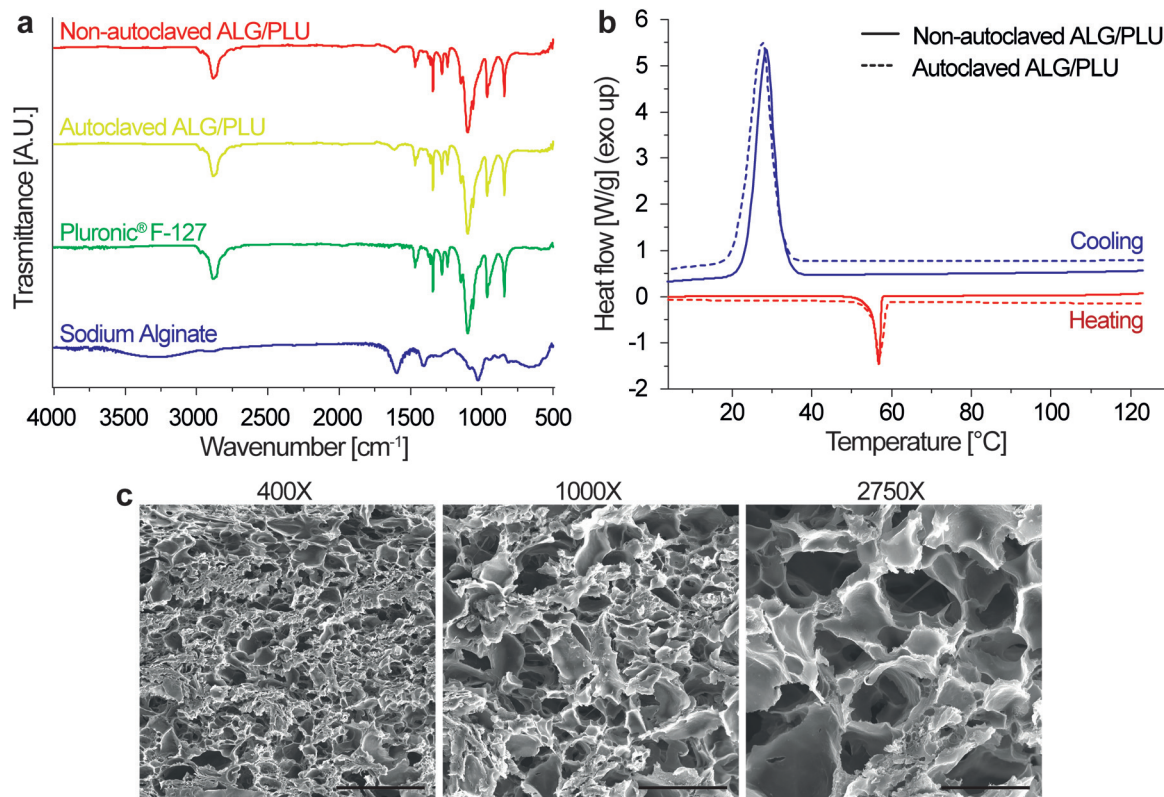 a
Non-autoclaved ALG/PLU
Autoclaved ALG/PLU
Pluronic® F-127
Sodium Alginate
Trasmittance [A.U.]
4000 3500 3000 2500 2000 1500 1000 500
Wavenumber [cm-1]
b
Non-autoclaved ALG/PLU
Autoclaved ALG/PLU
Heat flow [W/g] (exo up)
6
5
4
3
2
1
0
-1
-2
Cooling
Heating
20 40 60 80 100 120
Temperature [°C]
c
400X
1000X
2750X